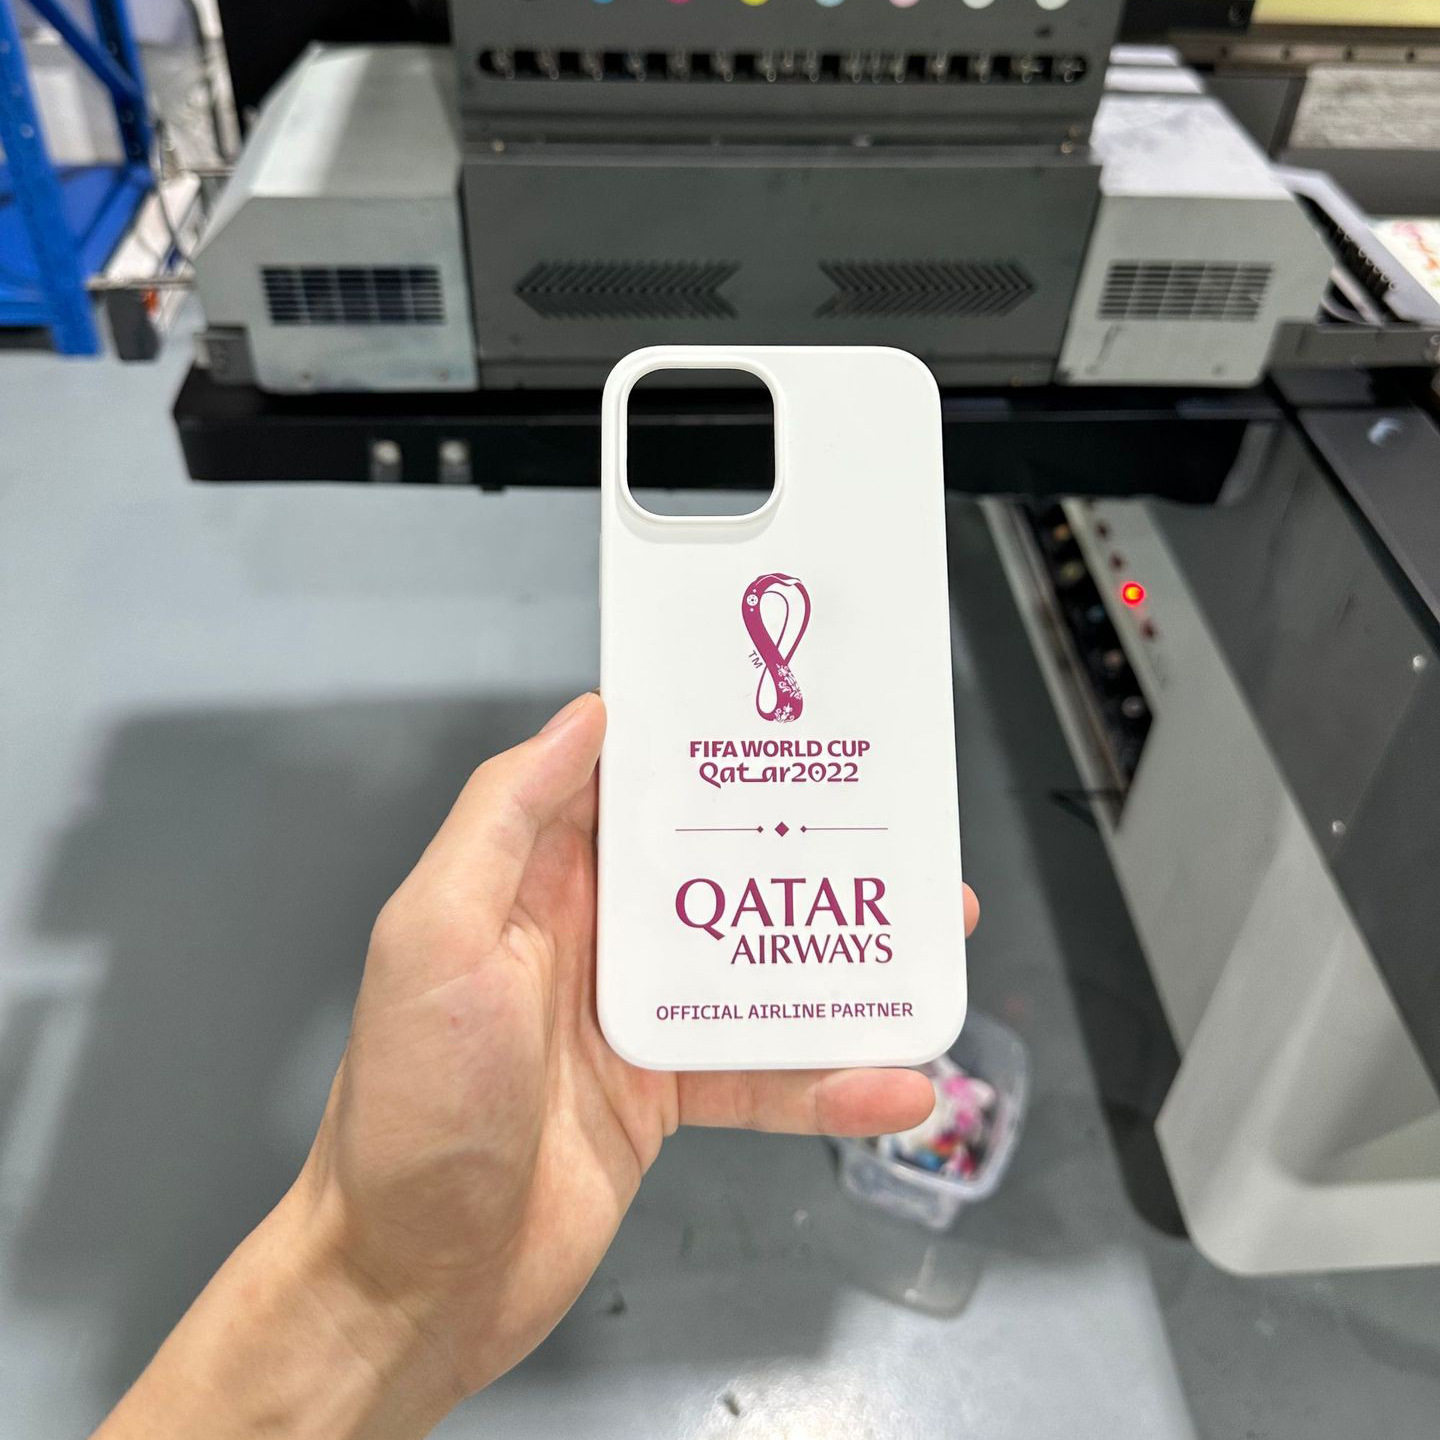 TM
FIFA WORLD CUP
Qatar2022
QATAR
AIRWAYS
OFFICIAL AIRLINE PARTNER